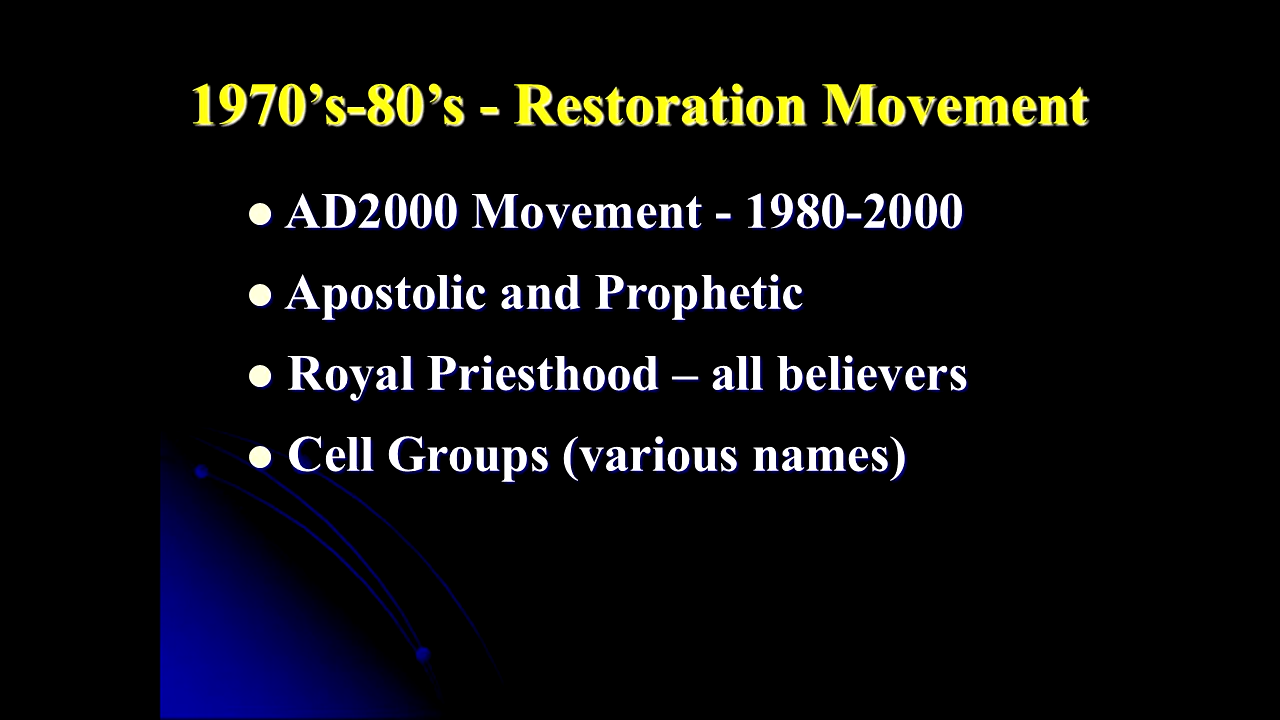 1970’s-80’s - Restoration Movement
● AD2000 Movement - 1980-2000
● Apostolic and Prophetic
● Royal Priesthood – all believers
● Cell Groups (various names)